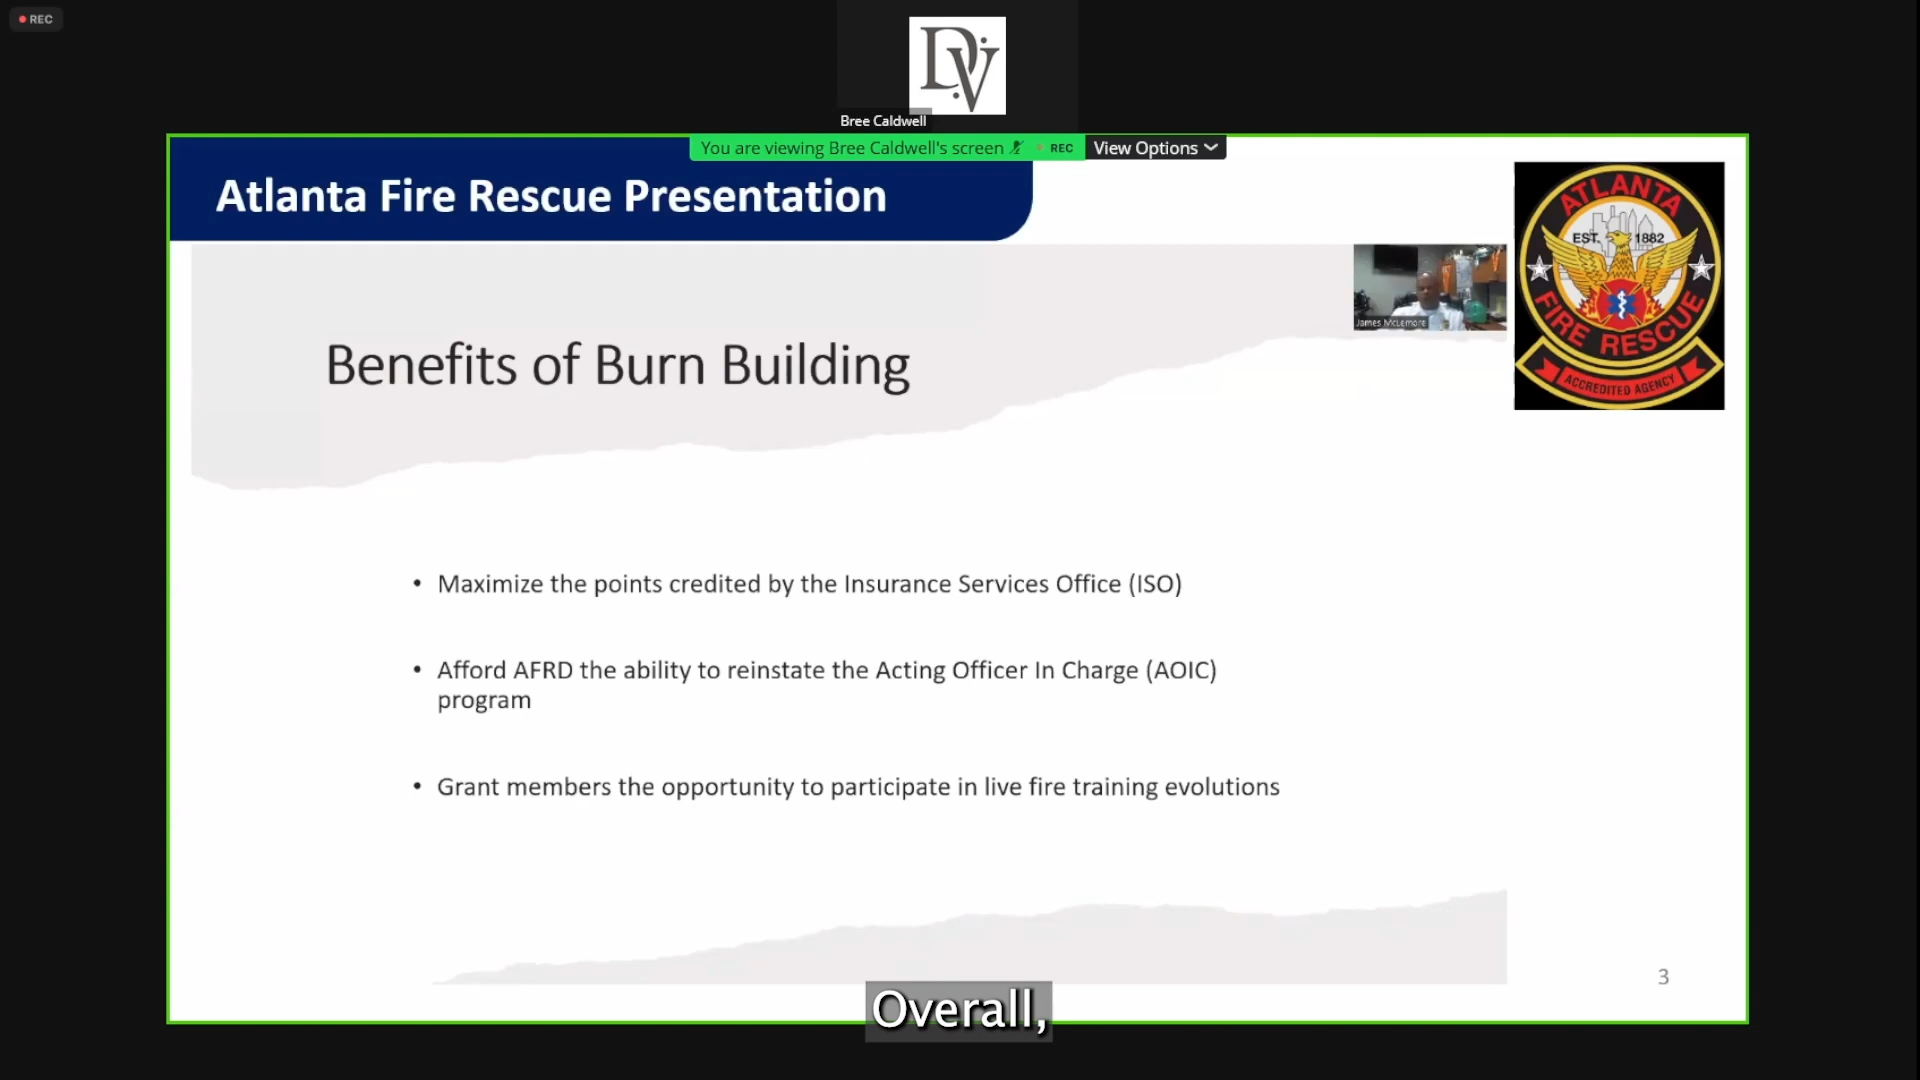 REC
DV
Bree Caldwell
You are viewing Bree Caldwell's screen
REC
View Options
Atlanta Fire Rescue Presentation
ATLANTA
EST. 1882
FIRE RESCUE
ACCREDITED AGENCY
James McLemore
Benefits of Burn Building
• Maximize the points credited by the Insurance Services Office (ISO)
• Afford AFRD the ability to reinstate the Acting Officer In Charge (AOIC)
program
• Grant members the opportunity to participate in live fire training evolutions
3
Overall,